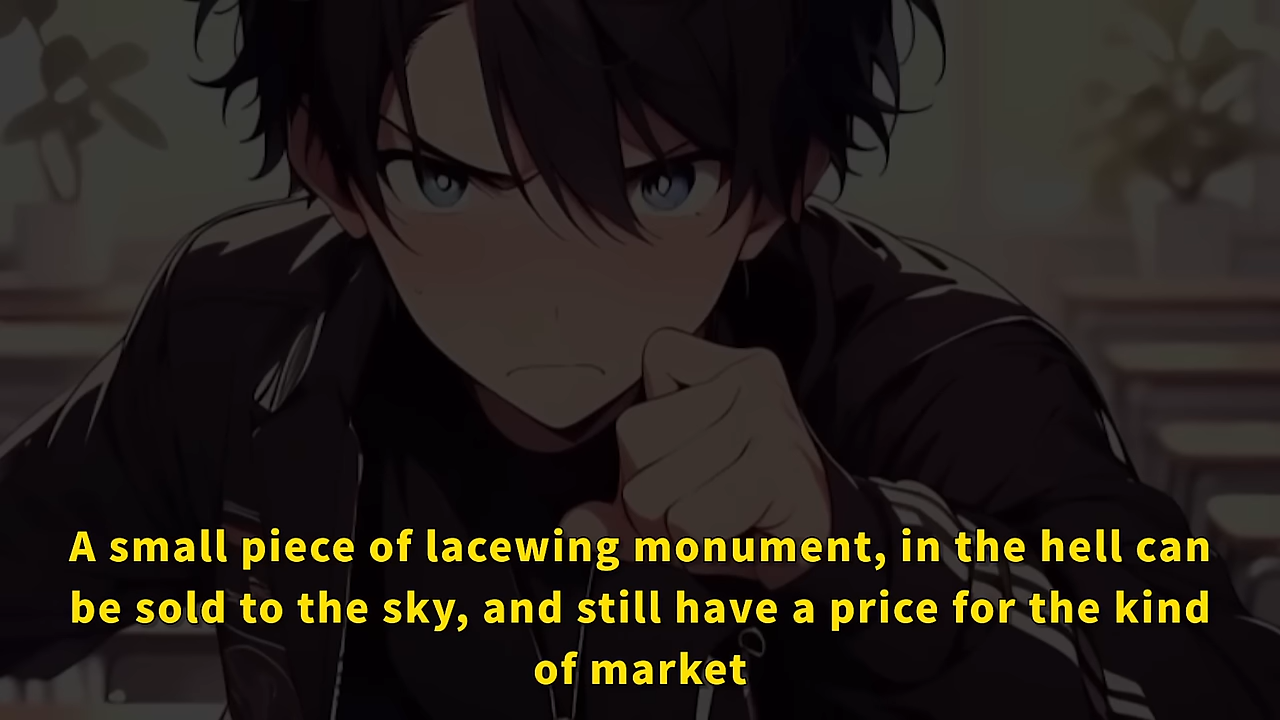 A small piece of lacewing monument, in the hell can
be sold to the sky, and still have a price for the kind
of market